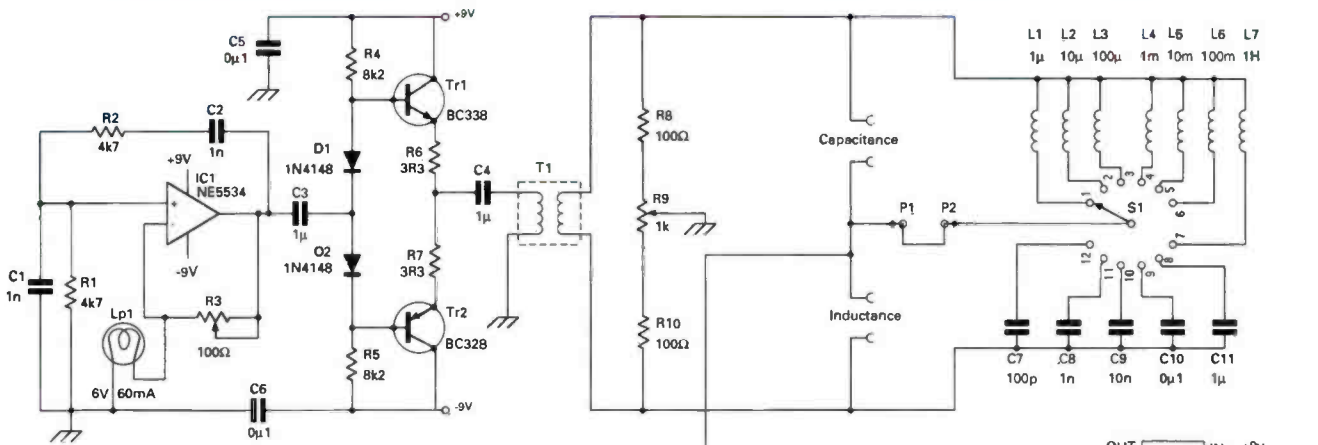 +9V
C5
0µ1
R4
8k2
Tr1
BC338
R2
4k7
C2
1n
+9V
IC1
NE5534
+
-
-9V
D1
1N4148
R6
3R3
C3
1µ
C4
1µ
T1
O2
1N4148
R7
3R3
C1
1n
R1
4k7
R3
100Ω
Lp1
6V 60mA
Tr2
BC328
R5
8k2
C6
0µ1
-9V
R8
100Ω
R9
1k
R10
100Ω
Capacitance
P1 P2
Inductance
L1 L2 L3 L4 L5 L6 L7
1µ 10µ 100µ 1m 10m 100m 1H
S1
1 2 3 4 5 6 7 8 9 10 11 12
C7 C8 C9 C10 C11
100p 1n 10n 0µ1 1µ
OUT